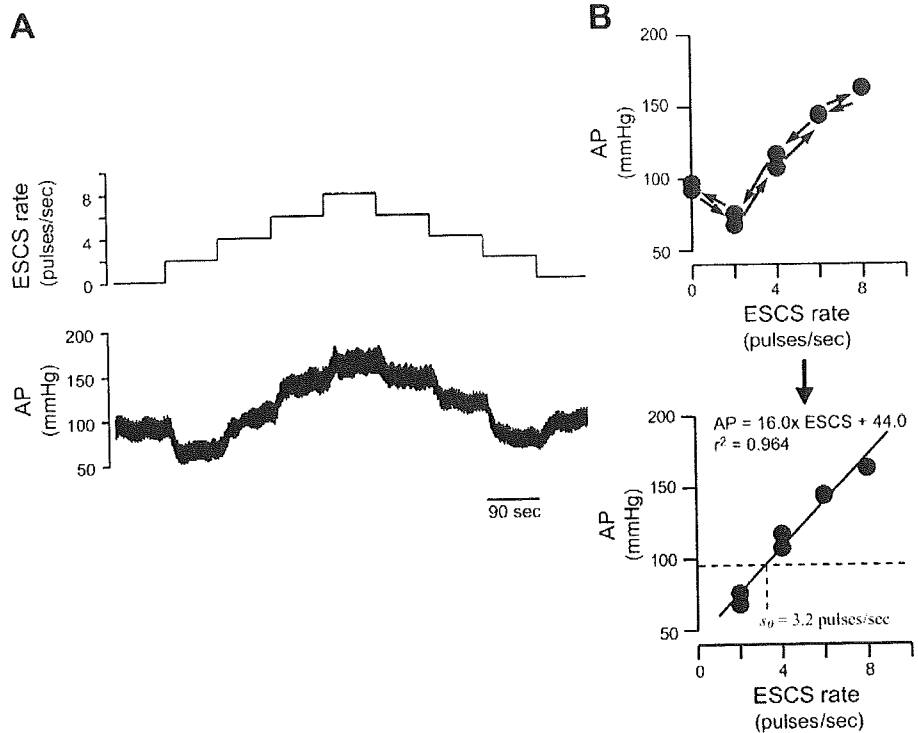 A
ESCS rate
(pulses/sec)
8
4
0
AP
(mmHg)
200
150
100
50
90 sec
B
AP
(mmHg)
200
150
100
50
0
4
8
ESCS rate
(pulses/sec)
AP = 16.0x ESCS + 44.0
r² = 0.964
AP
(mmHg)
200
150
100
50
s₀ = 3.2 pulses/sec
0
4
8
ESCS rate
(pulses/sec)